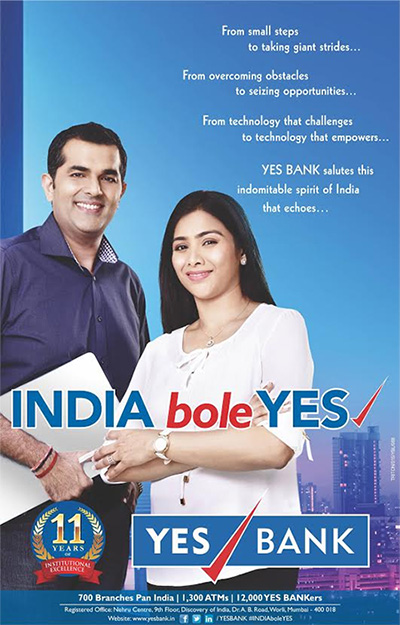 From small steps
to taking giant strides...
From overcoming obstacles
to seizing opportunities...
From technology that challenges
to technology that empowers...
YES BANK salutes this
indomitable spirit of India
that echoes...
INDIA bole YES
11
YEARS
OF
INSTITUTIONAL
EXCELLENCE
YES BANK
700 Branches Pan India | 1,300 ATMs | 12,000 YES BANKers
Registered Office: Nehru Centre, 9th Floor, Discovery of India, Dr. A. B. Road, Worli, Mumbai - 400 018
Website: www.yesbank.in f in /YESBANK #INDIAboleYES